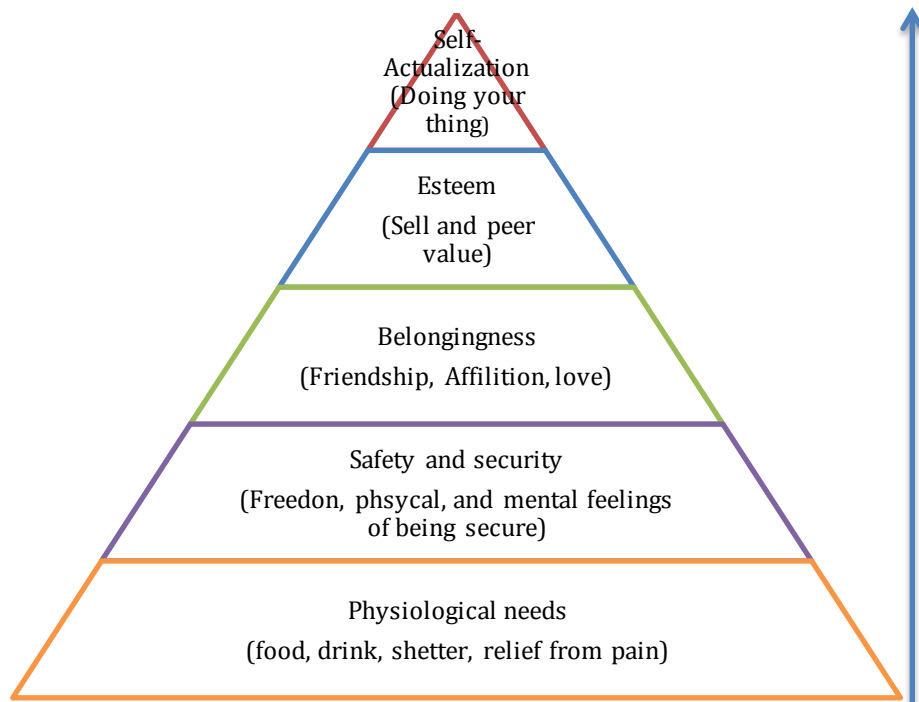 Self-
Actualization
(Doing your
thing)
Esteem
(Sell and peer
value)
Belongingness
(Friendship, Affilition, love)
Safety and security
(Freedon, phsycal, and mental feelings
of being secure)
Physiological needs
(food, drink, shetter, relief from pain)